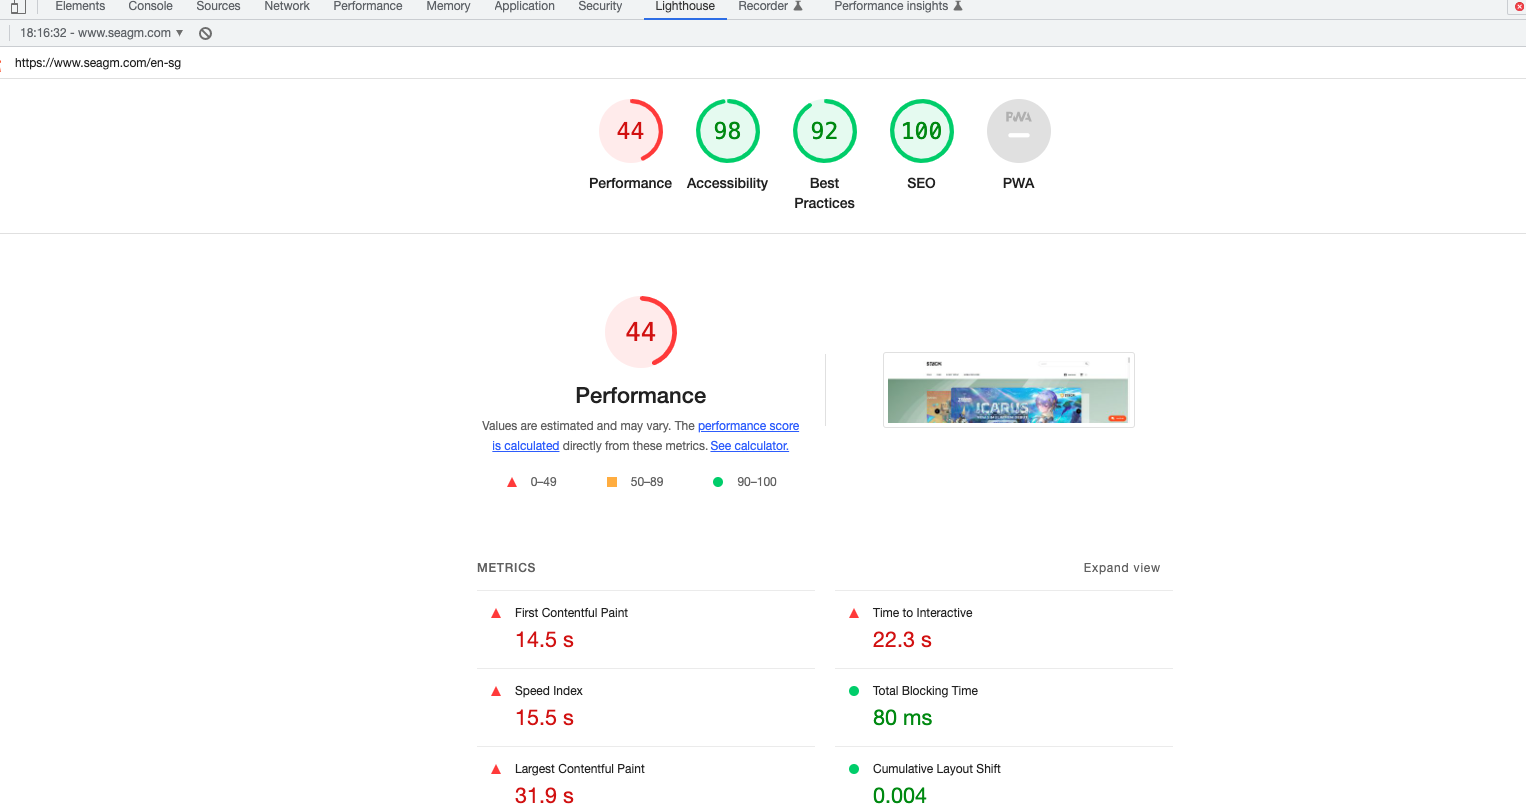 Elements Console Sources Network Performance Memory Application Security Lighthouse Recorder Performance insights
18:16:32 - www.seagm.com
https://www.seagm.com/en-sg
44 98 92 100 PWA
Performance Accessibility Best Practices SEO PWA
44
Performance
Values are estimated and may vary. The performance score
is calculated directly from these metrics. See calculator.
0–49 50–89 90–100
ICARUS
METRICS Expand view
First Contentful Paint
14.5 s
Time to Interactive
22.3 s
Speed Index
15.5 s
Total Blocking Time
80 ms
Largest Contentful Paint
31.9 s
Cumulative Layout Shift
0.004